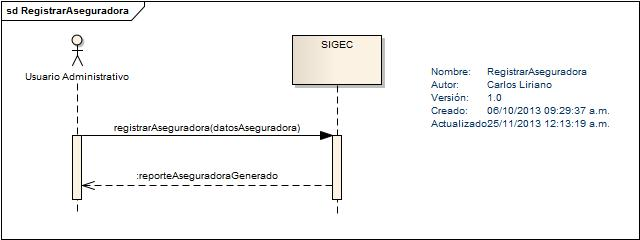 sd RegistrarAseguradora
SIGEC
Usuario Administrativo
Nombre: RegistrarAseguradora
Autor: Carlos Liriano
Versión: 1.0
Creado: 06/10/2013 09:29:37 a.m.
Actualizado25/11/2013 12:13:19 a.m.
registrarAseguradora(datosAseguradora)
:reporteAseguradoraGenerado